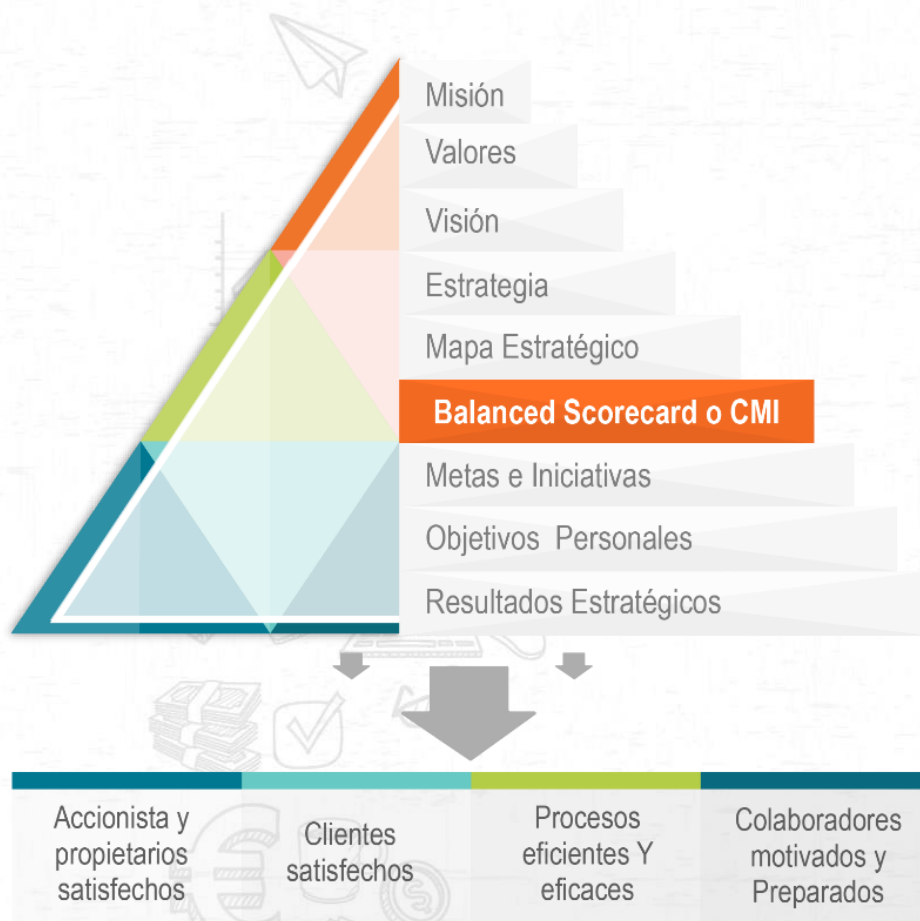 Misión
Valores
Visión
Estrategia
Mapa Estratégico
Balanced Scorecard o CMI
Metas e Iniciativas
Objetivos Personales
Resultados Estratégicos
Accionista y
propietarios
satisfechos
Clientes
satisfechos
Procesos
eficientes Y
eficaces
Colaboradores
motivados y
Preparados